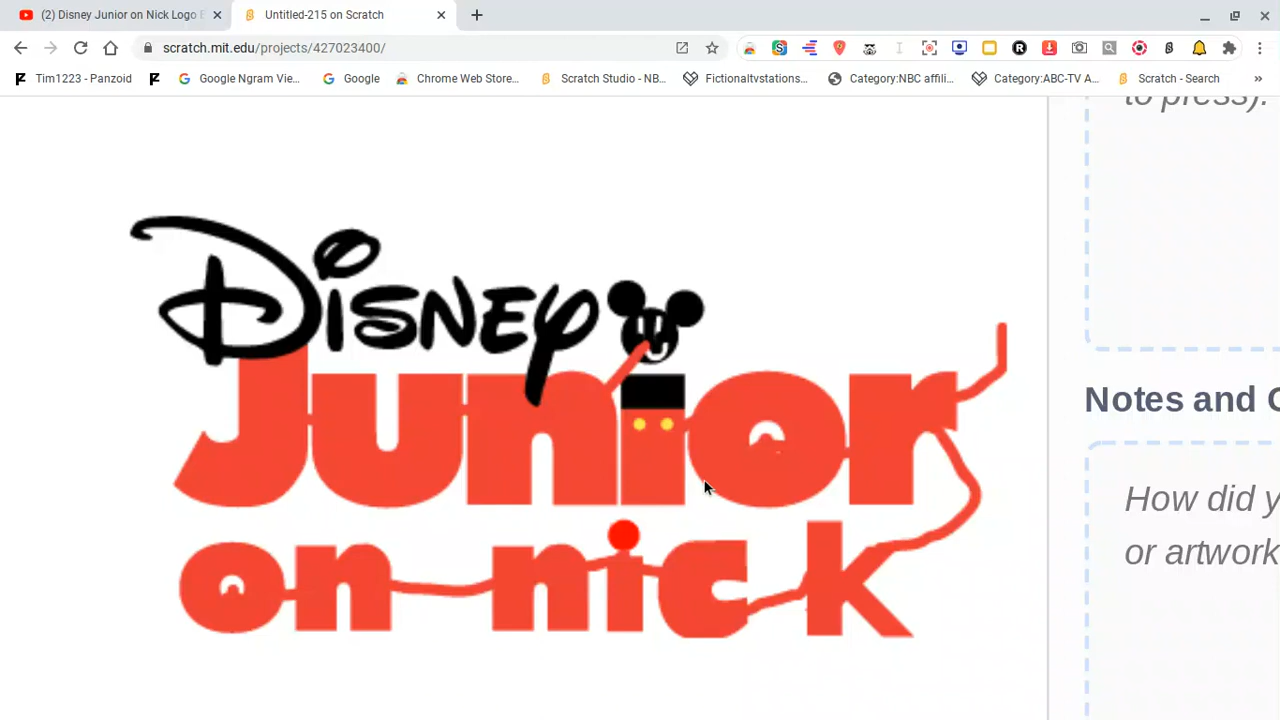 (2) Disney Junior on Nick Logo
Untitled-215 on Scratch
scratch.mit.edu/projects/427023400/
Tim1223 - Panzoid
Google Ngram Vie...
Google
Chrome Web Store...
Scratch Studio - NB...
Fictionaltvstations...
Category:NBC affili...
Category:ABC-TV A...
Scratch - Search
»
to press).
Disney
Junior
on nick
Notes and
How did y
or artwork